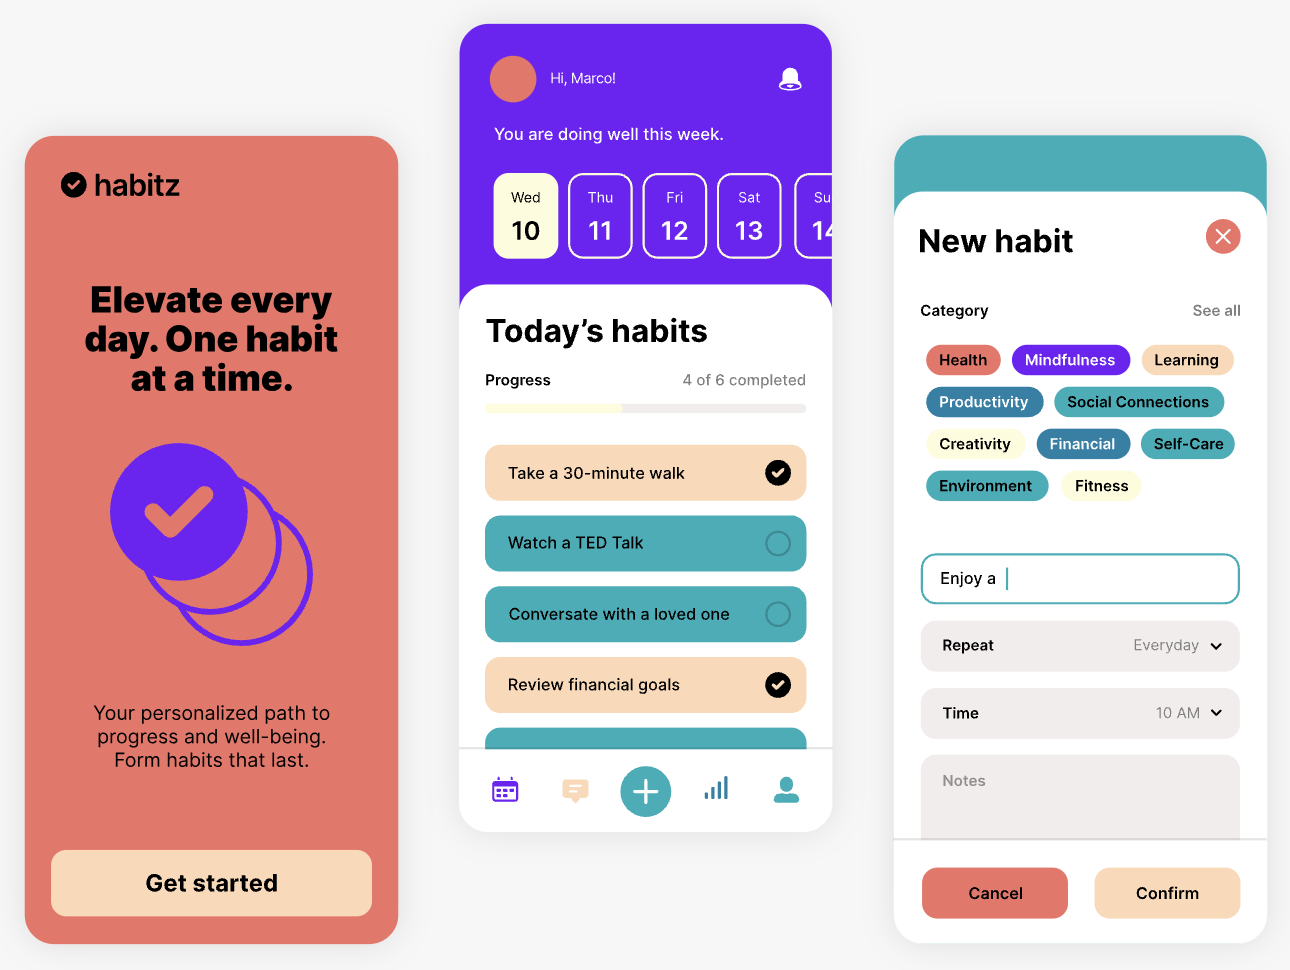 habitz
Elevate every
day. One habit
at a time.
Your personalized path to
progress and well-being.
Form habits that last.
Get started
Hi, Marco!
You are doing well this week.
Wed Thu Fri Sat Su
10 11 12 13 14
Today’s habits
Progress 4 of 6 completed
Take a 30-minute walk
Watch a TED Talk
Conversate with a loved one
Review financial goals
New habit
Category See all
Health Mindfulness Learning
Productivity Social Connections
Creativity Financial Self-Care
Environment Fitness
Enjoy a
Repeat Everyday
Time 10 AM
Notes
Cancel Confirm